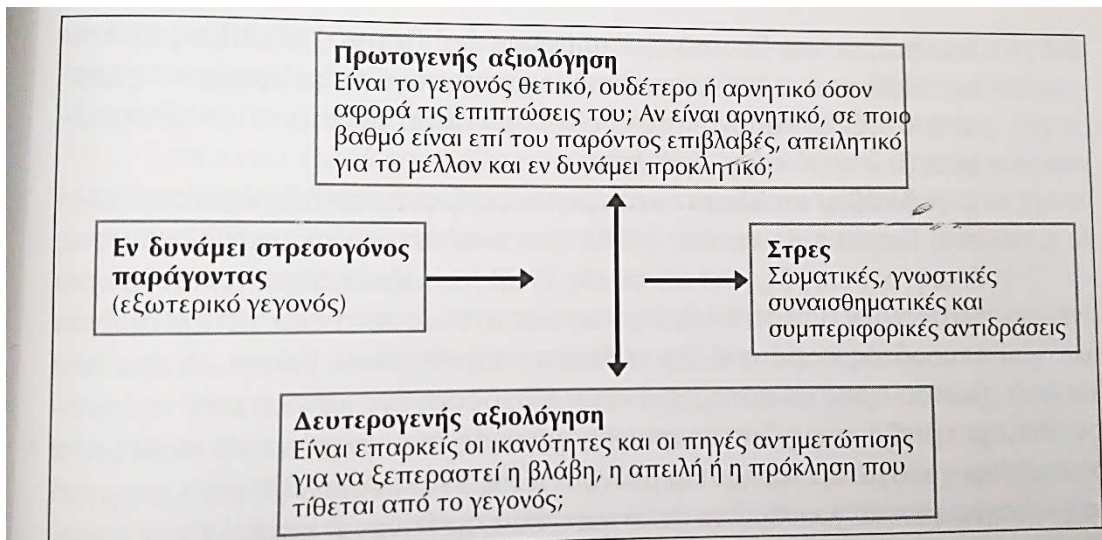 Πρωτογενής αξιολόγηση
Είναι το γεγονός θετικό, ουδέτερο ή αρνητικό όσον
αφορά τις επιπτώσεις του; Αν είναι αρνητικό, σε ποιο
βαθμό είναι επί του παρόντος επιβλαβές, απειλητικό
για το μέλλον και εν δυνάμει προκλητικό;
Εν δυνάμει στρεσογόνος
παράγοντας
(εξωτερικό γεγονός)
Στρες
Σωματικές, γνωστικές
συναισθηματικές και
συμπεριφορικές αντιδράσεις
Δευτερογενής αξιολόγηση
Είναι επαρκείς οι ικανότητες και οι πηγές αντιμετώπισης
για να ξεπεραστεί η βλάβη, η απειλή ή η πρόκληση που
τίθεται από το γεγονός;